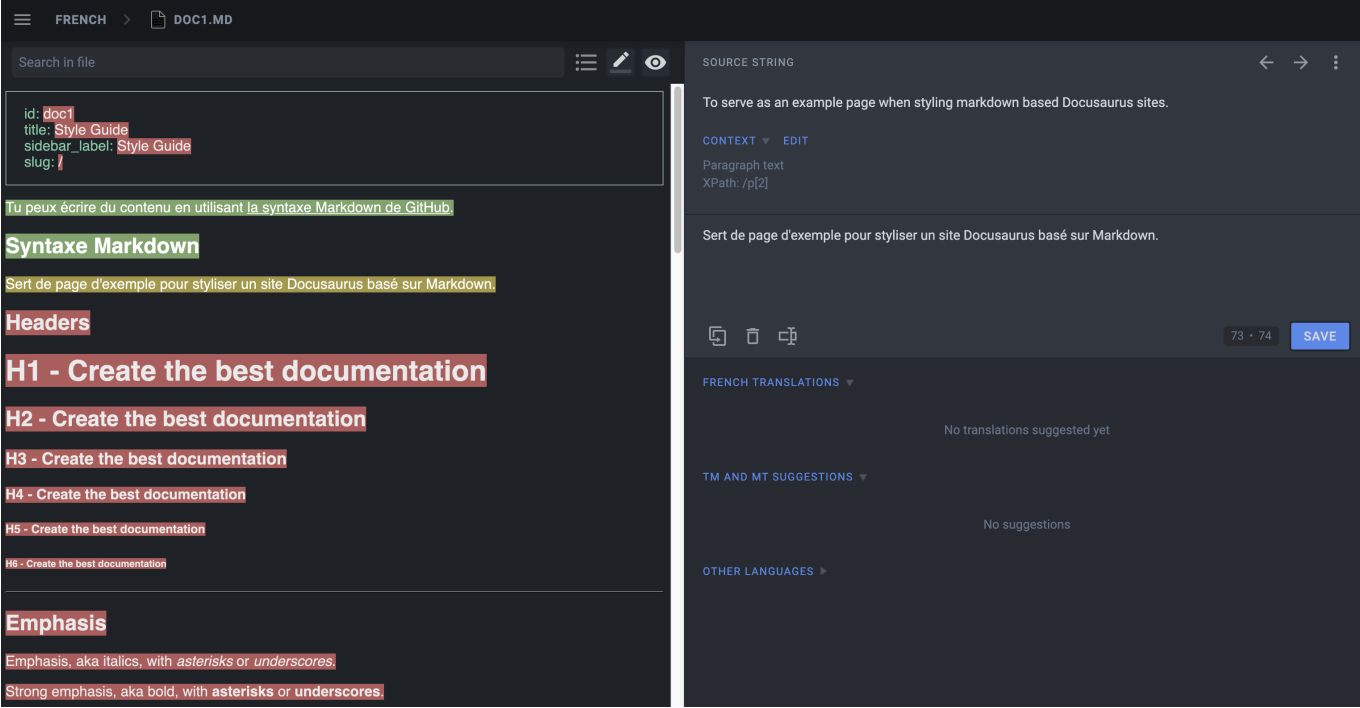 FRENCH
DOC1.MD
Search in file
id: doc1
title: Style Guide
sidebar_label: Style Guide
slug: /
Tu peux écrire du contenu en utilisant la syntaxe Markdown de GitHub.
Syntaxe Markdown
Sert de page d'exemple pour styliser un site Docusaurus basé sur Markdown.
Headers
H1 - Create the best documentation
H2 - Create the best documentation
H3 - Create the best documentation
H4 - Create the best documentation
H5 - Create the best documentation
H6 - Create the best documentation
Emphasis
Emphasis, aka italics, with asterisks or underscores.
Strong emphasis, aka bold, with asterisks or underscores.
SOURCE STRING
To serve as an example page when styling markdown based Docusaurus sites.
CONTEXT EDIT
Paragraph text
XPath: /p[2]
Sert de page d'exemple pour styliser un site Docusaurus basé sur Markdown.
73 • 74 SAVE
FRENCH TRANSLATIONS
No translations suggested yet
TM AND MT SUGGESTIONS
No suggestions
OTHER LANGUAGES